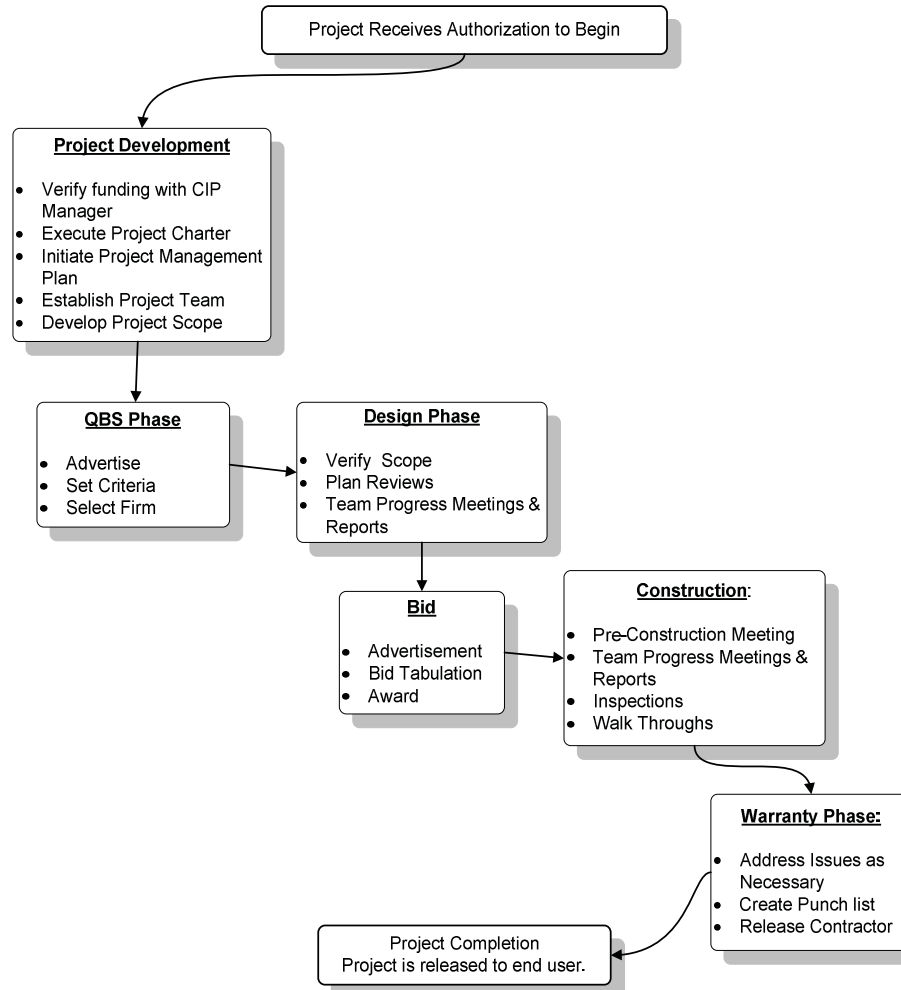 Project Receives Authorization to Begin
Project Development
• Verify funding with CIP
Manager
• Execute Project Charter
• Initiate Project Management
Plan
• Establish Project Team
• Develop Project Scope
QBS Phase
• Advertise
• Set Criteria
• Select Firm
Design Phase
• Verify Scope
• Plan Reviews
• Team Progress Meetings &
Reports
Bid
• Advertisement
• Bid Tabulation
• Award
Construction:
• Pre-Construction Meeting
• Team Progress Meetings &
Reports
• Inspections
• Walk Throughs
Warranty Phase:
• Address Issues as
Necessary
• Create Punch list
• Release Contractor
Project Completion
Project is released to end user.